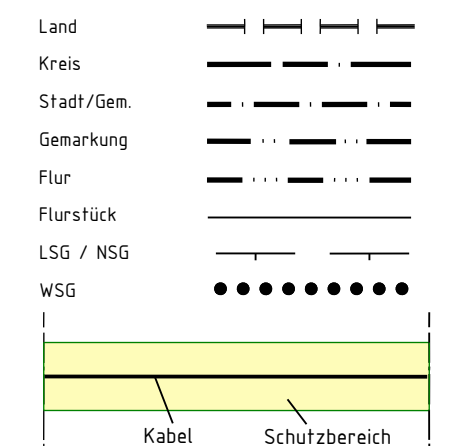 Land
Kreis
Stadt/Gem.
Gemarkung
Flur
Flurstück
LSG / NSG
WSG
Kabel
Schutzbereich